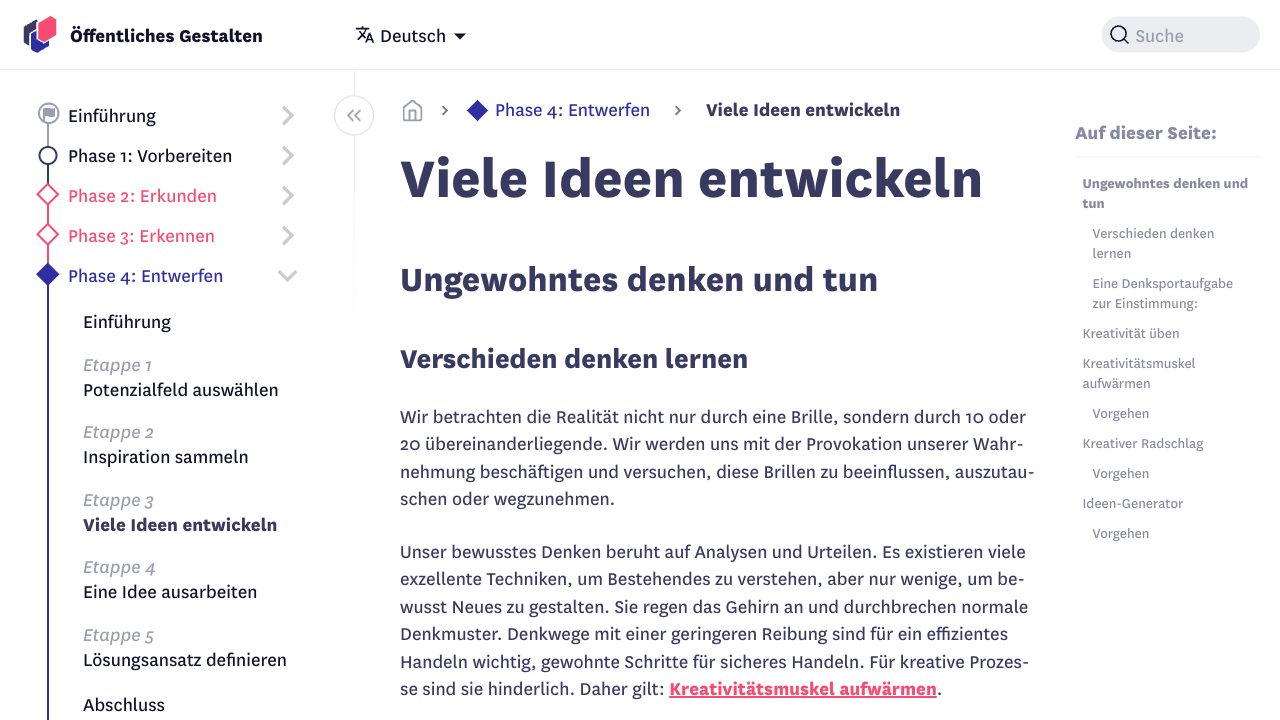 Öffentliches Gestalten
Deutsch
Suche
Einführung
Phase 1: Vorbereiten
Phase 2: Erkunden
Phase 3: Erkennen
Phase 4: Entwerfen
Einführung
Etappe 1
Potenzialfeld auswählen
Etappe 2
Inspiration sammeln
Etappe 3
Viele Ideen entwickeln
Etappe 4
Eine Idee ausarbeiten
Etappe 5
Lösungsansatz definieren
Abschluss
Phase 4: Entwerfen
Viele Ideen entwickeln
Viele Ideen entwickeln
Ungewohntes denken und tun
Verschieden denken lernen
Wir betrachten die Realität nicht nur durch eine Brille, sondern durch 10 oder
20 übereinanderliegende. Wir werden uns mit der Provokation unserer Wahr-
nehmung beschäftigen und versuchen, diese Brillen zu beeinflussen, auszutau-
schen oder wegzunehmen.
Unser bewusstes Denken beruht auf Analysen und Urteilen. Es existieren viele
exzellente Techniken, um Bestehendes zu verstehen, aber nur wenige, um be-
wusst Neues zu gestalten. Sie regen das Gehirn an und durchbrechen normale
Denkmuster. Denkwege mit einer geringeren Reibung sind für ein effizientes
Handeln wichtig, gewohnte Schritte für sicheres Handeln. Für kreative Prozes-
se sind sie hinderlich. Daher gilt: Kreativitätsmuskel aufwärmen.
Auf dieser Seite:
Ungewohntes denken und
tun
Verschieden denken
lernen
Eine Denksportaufgabe
zur Einstimmung:
Kreativität üben
Kreativitätsmuskel
aufwärmen
Vorgehen
Kreativer Radschlag
Vorgehen
Ideen-Generator
Vorgehen